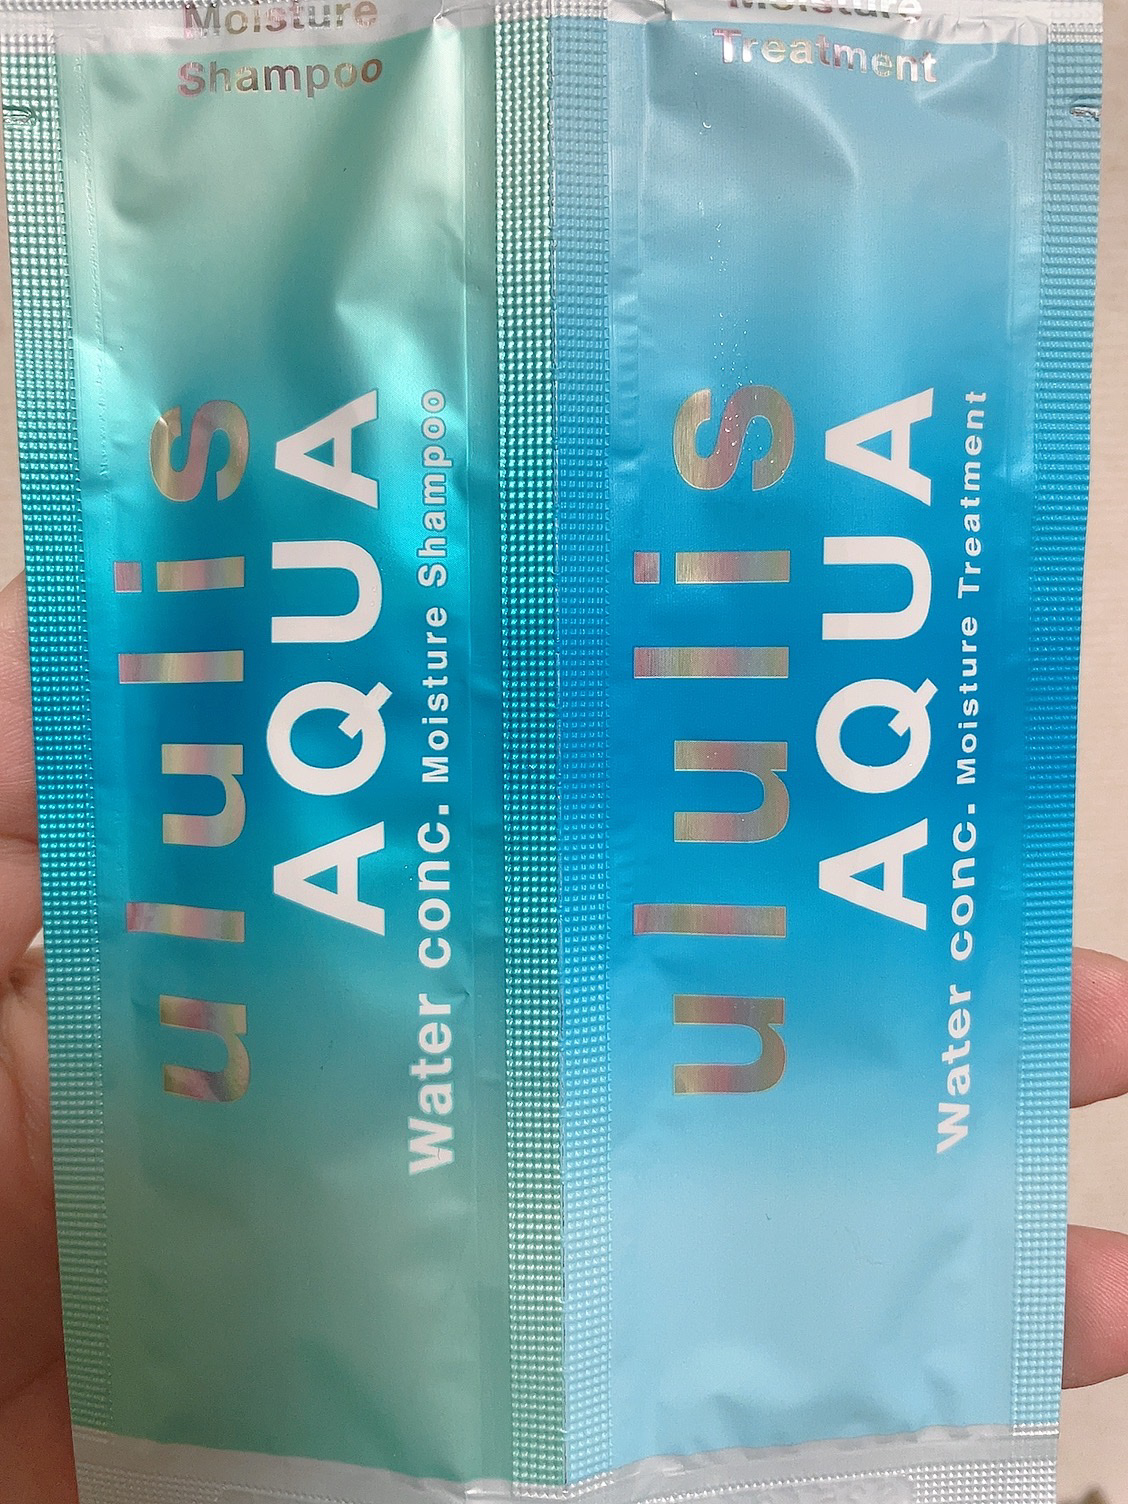 Moisture
Shampoo
ululis
AQUA
Water conc. Moisture Shampoo
Moisture
Treatment
ululis
AQUA
Water conc. Moisture Treatment